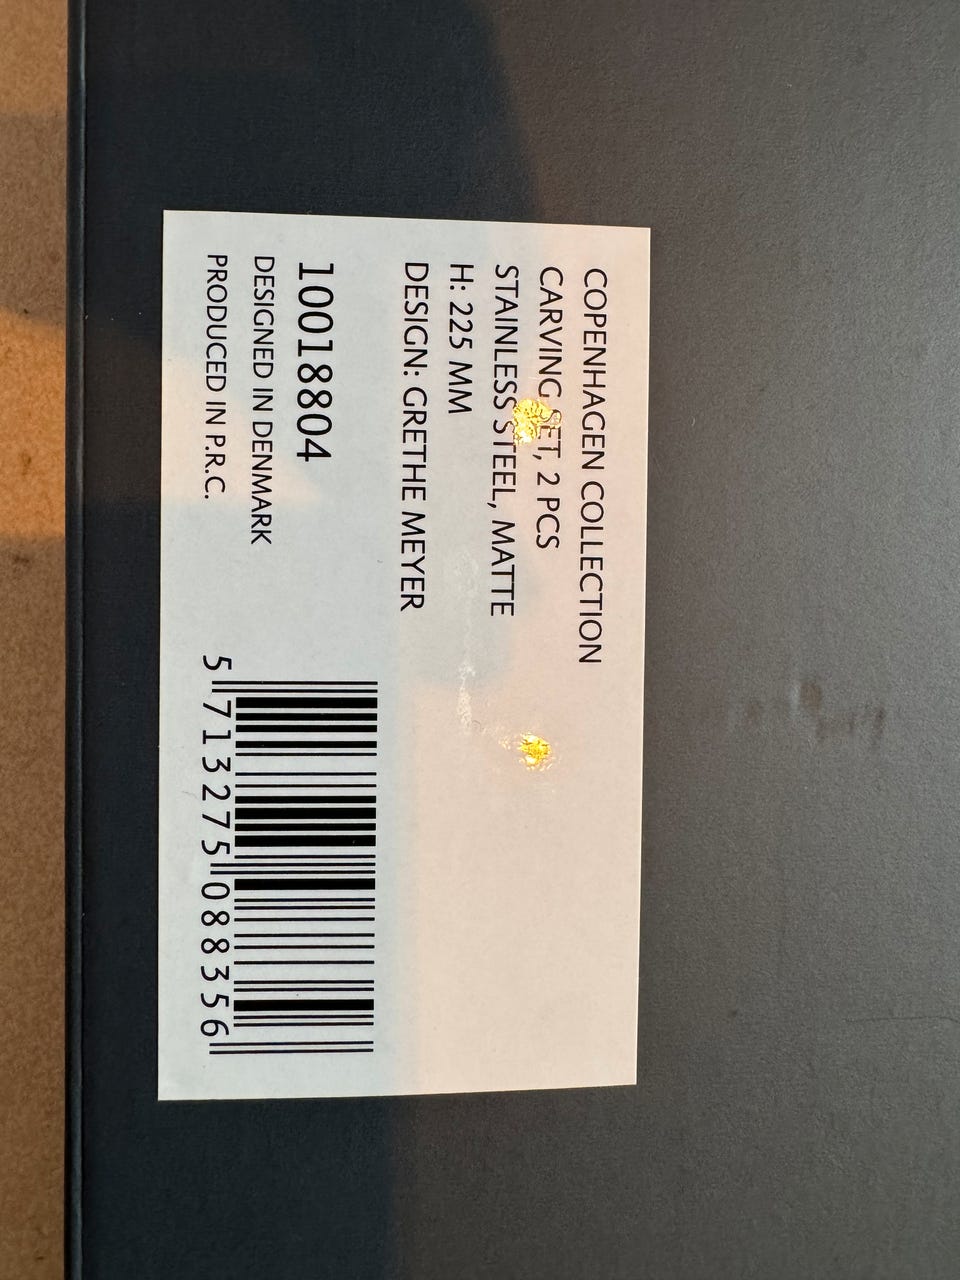 COPENHAGEN COLLECTION
CARVING SET, 2 PCS
STAINLESS STEEL, MATTE
H: 225 MM
DESIGN: GRETHE MEYER
10018804
DESIGNED IN DENMARK
PRODUCED IN P.R.C.
5 713275 088356